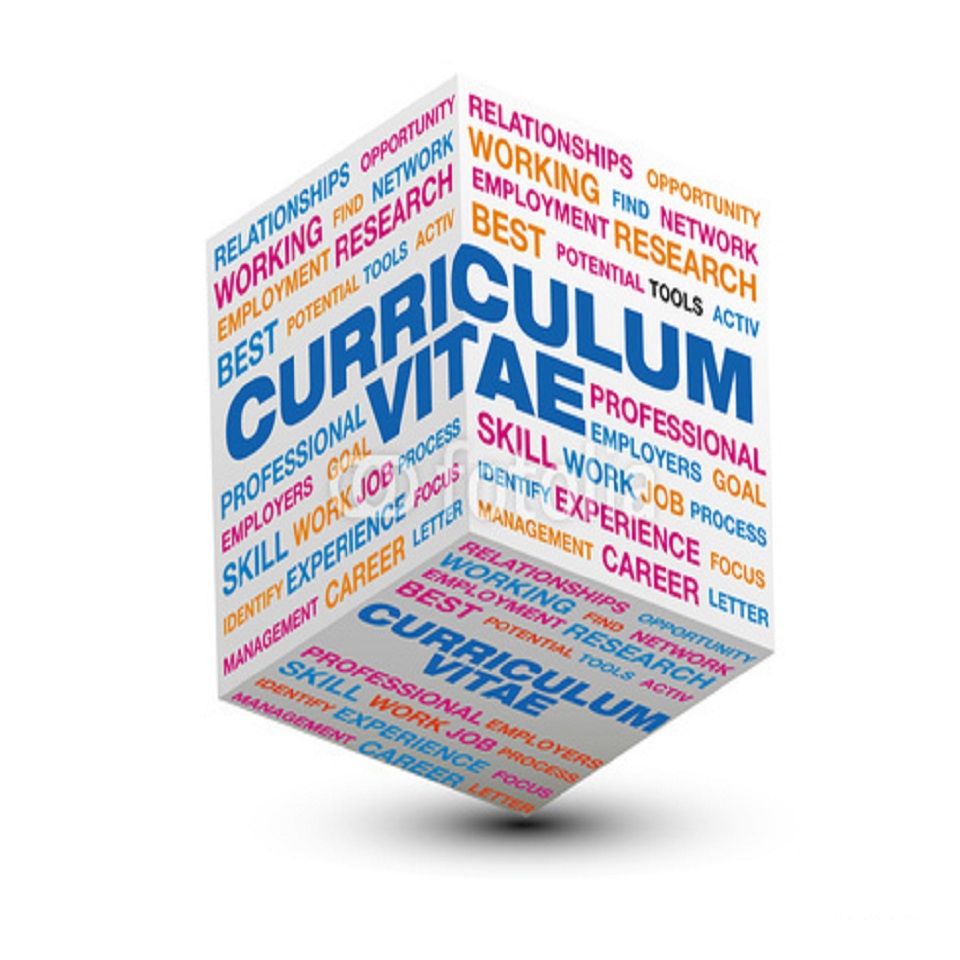 RELATIONSHIPS OPPORTUNITY
WORKING FIND NETWORK
EMPLOYMENT RESEARCH
BEST POTENTIAL TOOLS ACTIV
RELATIONSHIPS OPPORTUNITY
WORKING FIND NETWORK
EMPLOYMENT RESEARCH
BEST POTENTIAL TOOLS ACTIV
CURRICULUM
VITAE
PROFESSIONAL
EMPLOYERS GOAL PROCESS
SKILL WORK JOB FOCUS
IDENTIFY EXPERIENCE LETTER
MANAGEMENT CAREER
PROFESSIONAL
SKILL EMPLOYERS GOAL
WORK JOB PROCESS
IDENTIFY EXPERIENCE FOCUS
MANAGEMENT CAREER LETTER
fotolia
RELATIONSHIPS OPPORTUNITY
WORKING FIND NETWORK
EMPLOYMENT RESEARCH
BEST POTENTIAL TOOLS ACTIV
CURRICULUM
VITAE
PROFESSIONAL EMPLOYERS
SKILL WORK JOB PROCESS
IDENTIFY EXPERIENCE FOCUS
MANAGEMENT CAREER LETTER